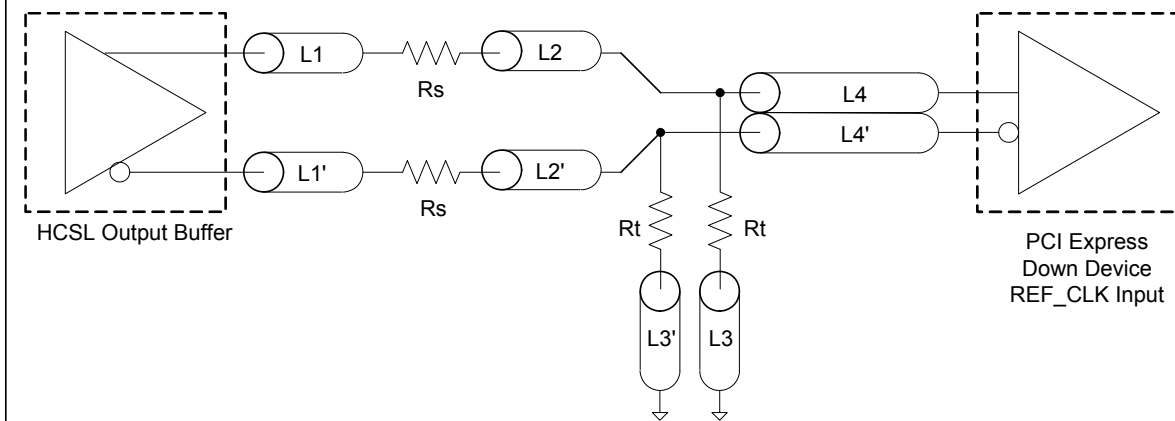 L1
Rs
L2
L4
L4'
L1'
Rs
L2'
HCSL Output Buffer
Rt
Rt
L3'
L3
PCI Express
Down Device
REF_CLK Input